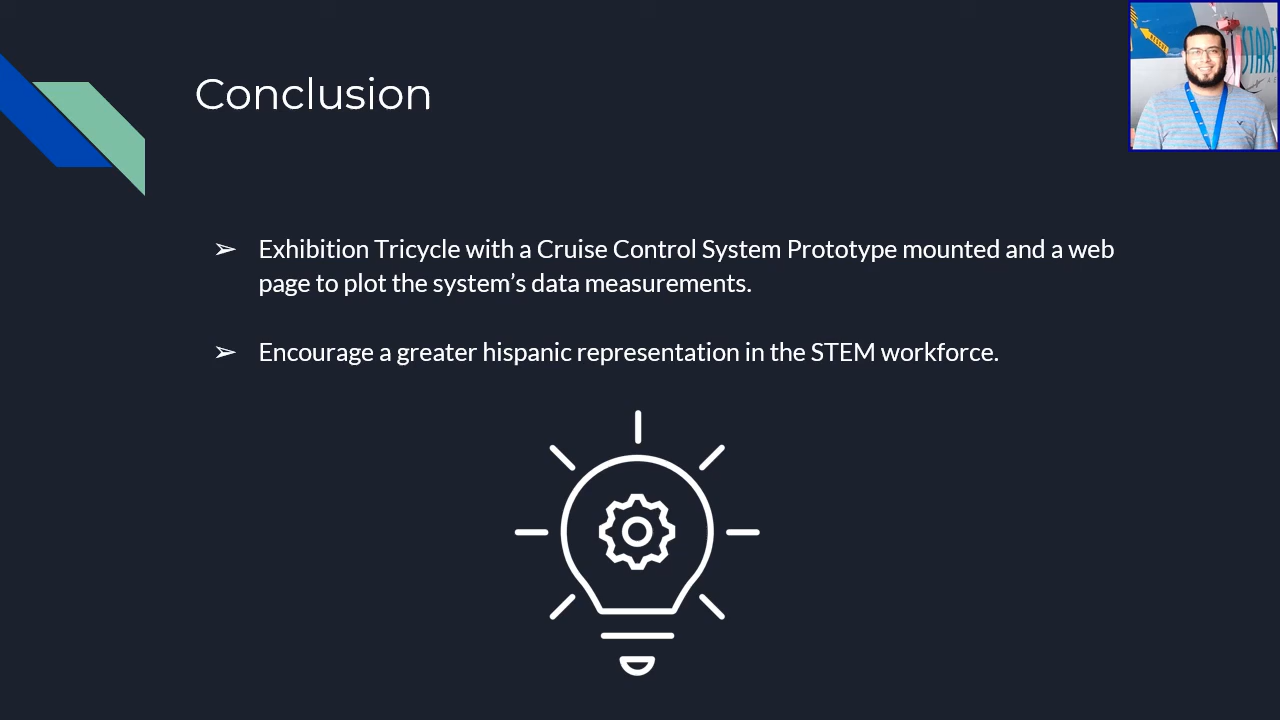 Conclusion
➢ Exhibition Tricycle with a Cruise Control System Prototype mounted and a web
page to plot the system’s data measurements.
➢ Encourage a greater hispanic representation in the STEM workforce.